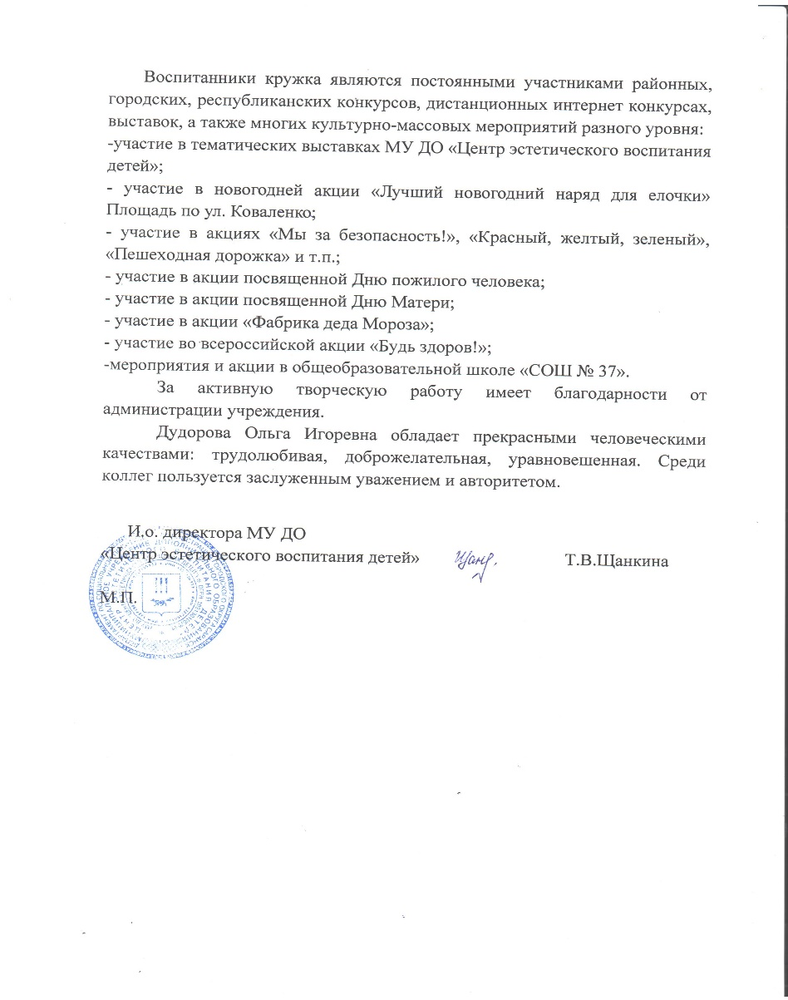 Воспитанники кружка являются постоянными участниками районных,
городских, республиканских конкурсов, дистанционных интернет конкурсах,
выставок, а также многих культурно-массовых мероприятий разного уровня:
-участие в тематических выставках МУ ДО «Центр эстетического воспитания
детей»;
- участие в новогодней акции «Лучший новогодний наряд для елочки»
Площадь по ул. Коваленко;
- участие в акциях «Мы за безопасность!», «Красный, желтый, зеленый»,
«Пешеходная дорожка» и т.п.;
- участие в акции посвященной Дню пожилого человека;
- участие в акции посвященной Дню Матери;
- участие в акции «Фабрика деда Мороза»;
- участие во всероссийской акции «Будь здоров!»;
-мероприятия и акции в общеобразовательной школе «СОШ № 37».
За активную творческую работу имеет благодарности от
администрации учреждения.
Дудорова Ольга Игоревна обладает прекрасными человеческими
качествами: трудолюбивая, доброжелательная, уравновешенная. Среди
коллег пользуется заслуженным уважением и авторитетом.
И.о. директора МУ ДО
«Центр эстетического воспитания детей» Т.В.Щанкина
М.П.